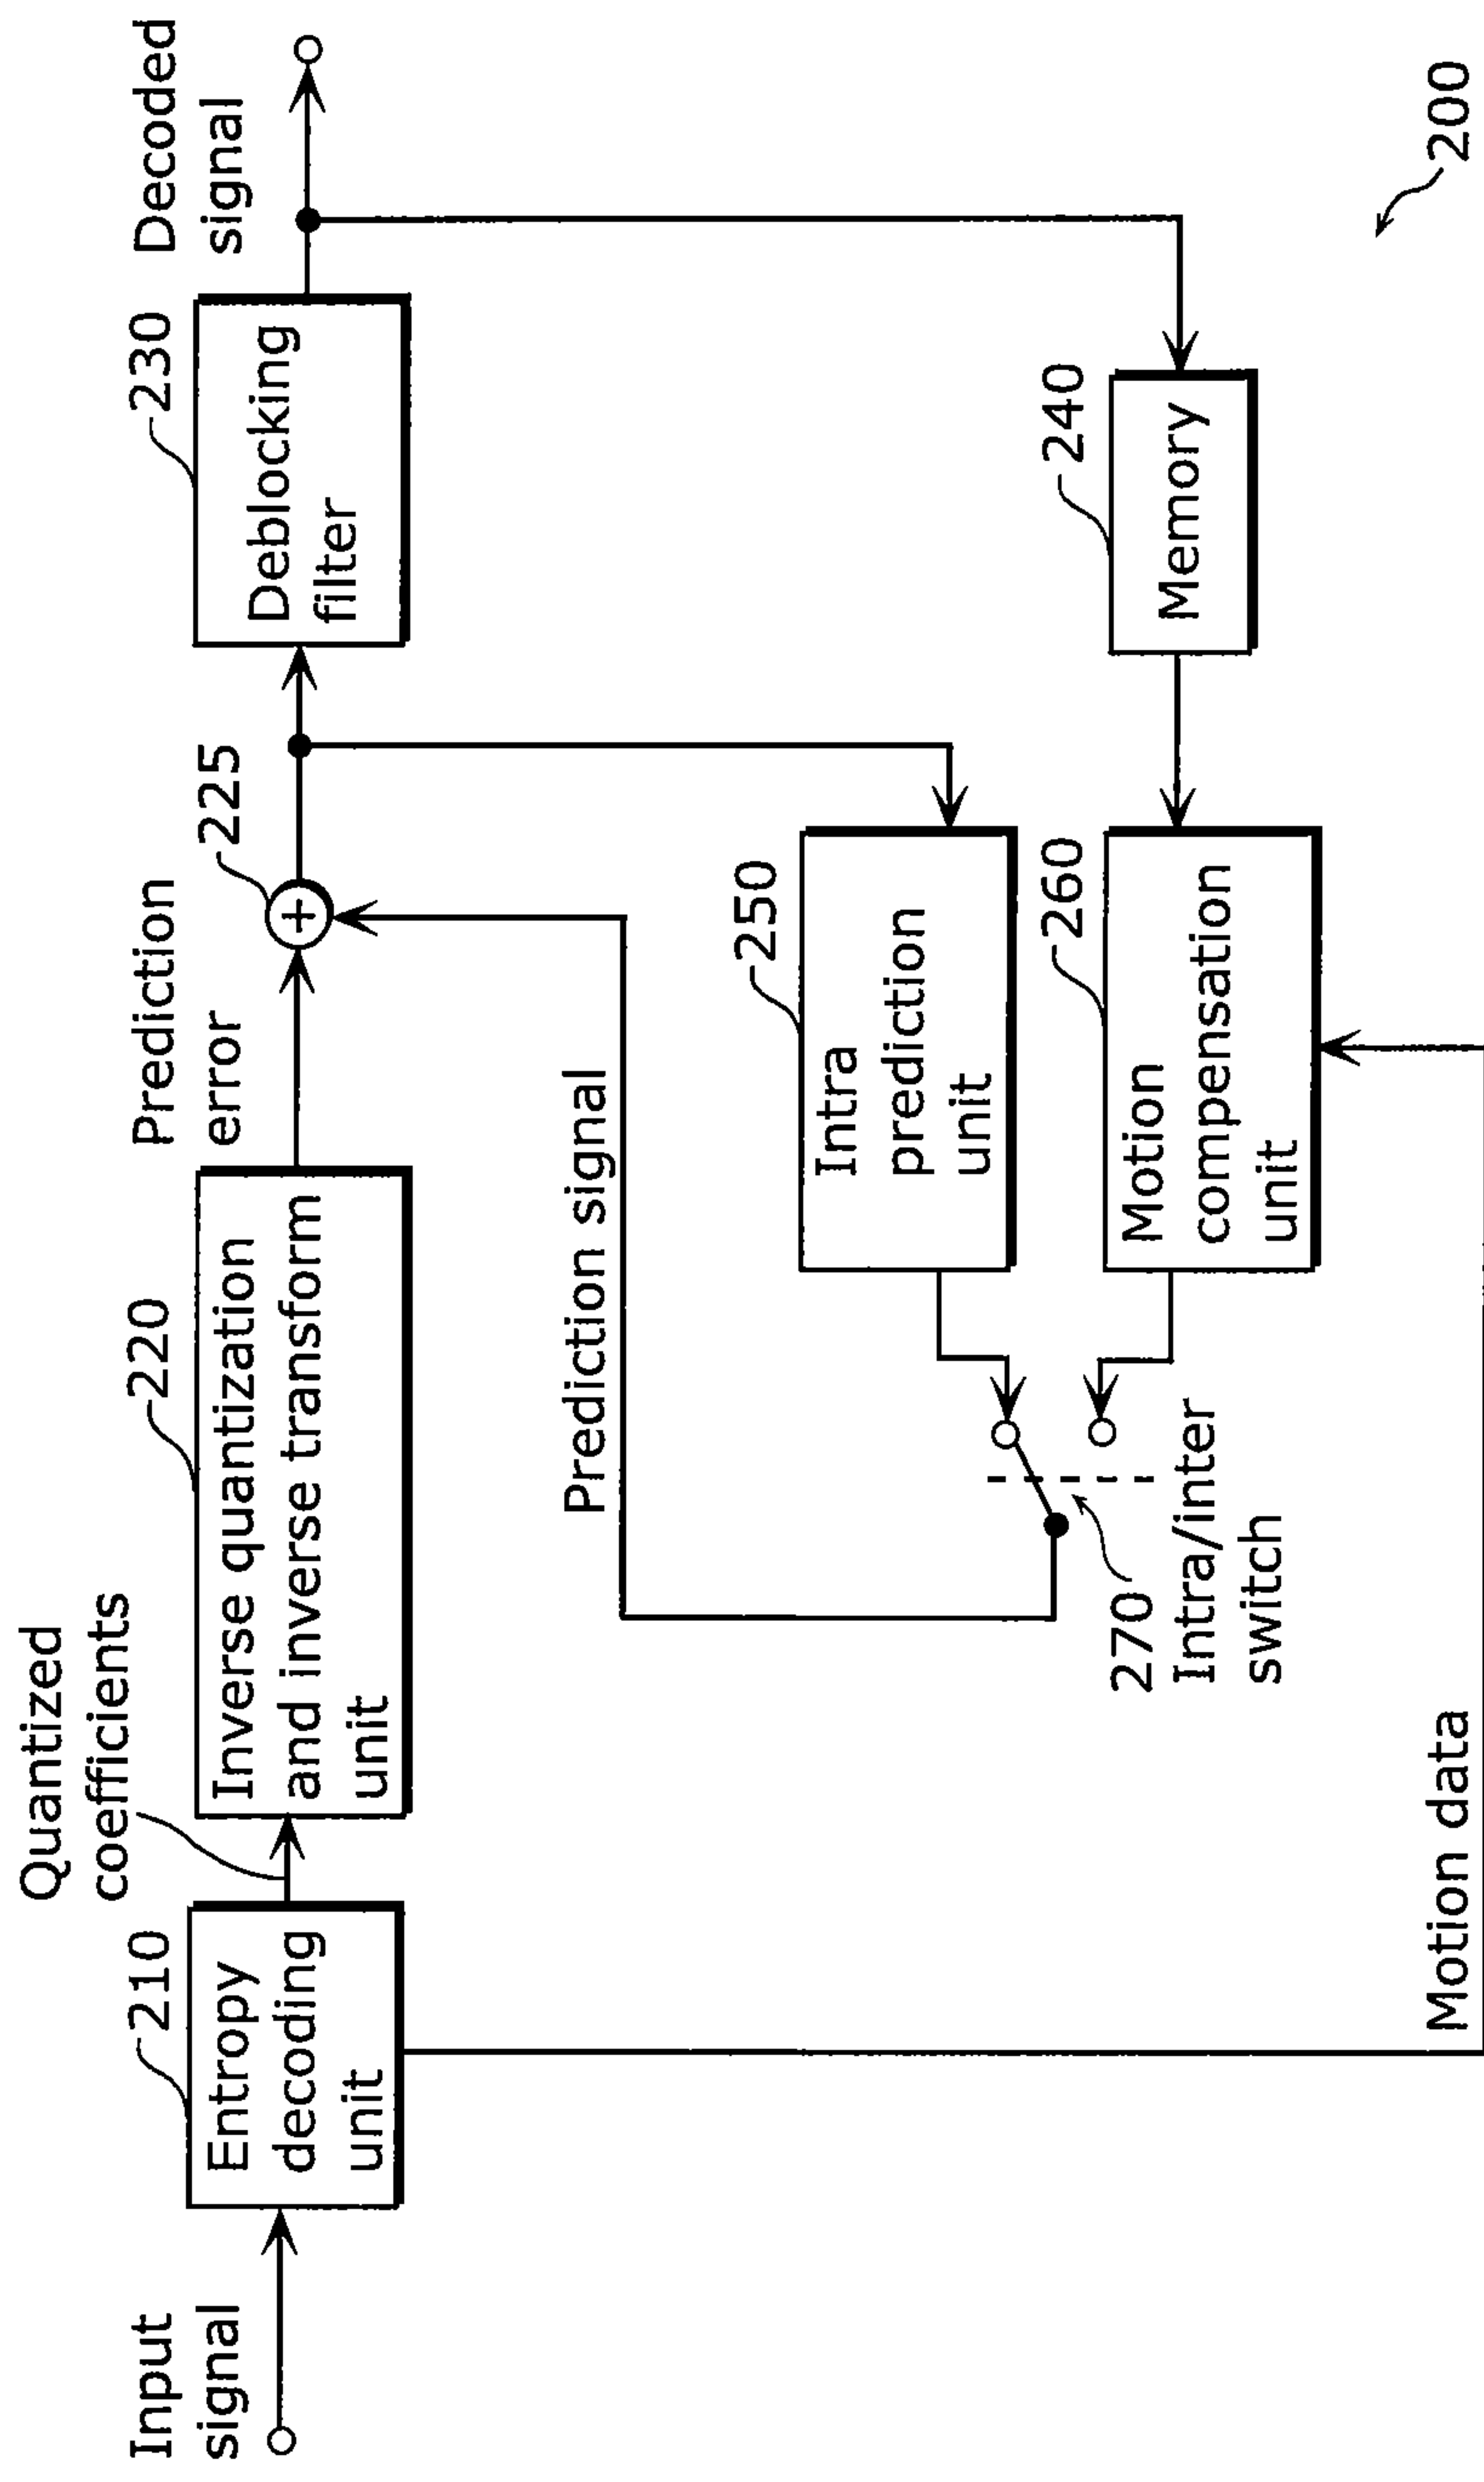 Input
signal
210
Entropy
decoding
unit
Quantized
coefficients
220
Inverse quantization
and inverse transform
unit
Prediction
error
225
230
Deblocking
filter
Decoded
signal
Prediction signal
250
Intra
prediction
unit
240
Memory
260
Motion
compensation
unit
270
Intra/inter
switch
Motion data
200